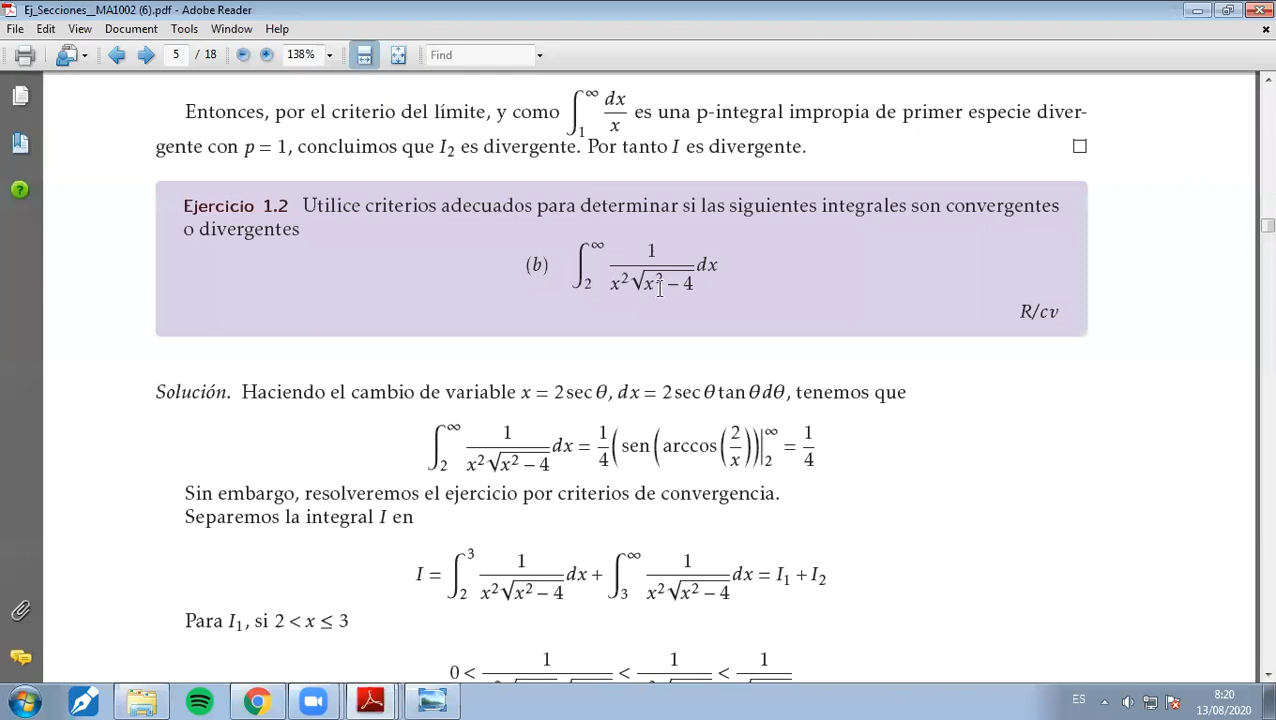 Ej_Secciones__MA1002 (6).pdf - Adobe Reader
File Edit View Document Tools Window Help
5 / 18 138% Find
Entonces, por el criterio del límite, y como ∫₁^∞ dx/x es una p-integral impropia de primer especie diver-
gente con p = 1, concluimos que I₂ es divergente. Por tanto I es divergente. □
Ejercicio 1.2 Utilice criterios adecuados para determinar si las siguientes integrales son convergentes
o divergentes
(b) ∫₂^∞ 1/(x²√(x² − 4)) dx
R/cv
Solución. Haciendo el cambio de variable x = 2 sec θ, dx = 2 sec θ tan θ dθ, tenemos que
∫₂^∞ 1/(x²√(x² − 4)) dx = 1/4 (sen (arccos (2/x))|₂^∞ = 1/4
Sin embargo, resolveremos el ejercicio por criterios de convergencia.
Separemos la integral I en
I = ∫₂³ 1/(x²√(x² − 4)) dx + ∫₃^∞ 1/(x²√(x² − 4)) dx = I₁ + I₂
Para I₁, si 2 < x ≤ 3
0 < 1 < 1 < 1
ES 8:20
13/08/2020